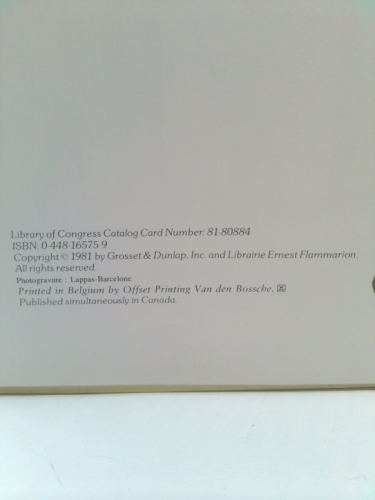 Library of Congress Catalog Card Number: 81-80884
ISBN: 0-448-16575-9
Copyright © 1981 by Grosset & Dunlap, Inc. and Librairie Ernest Flammarion.
All rights reserved.
Photogravure : Lappas-Barcelone
Printed in Belgium by Offset Printing Van den Bossche.
Published simultaneously in Canada.